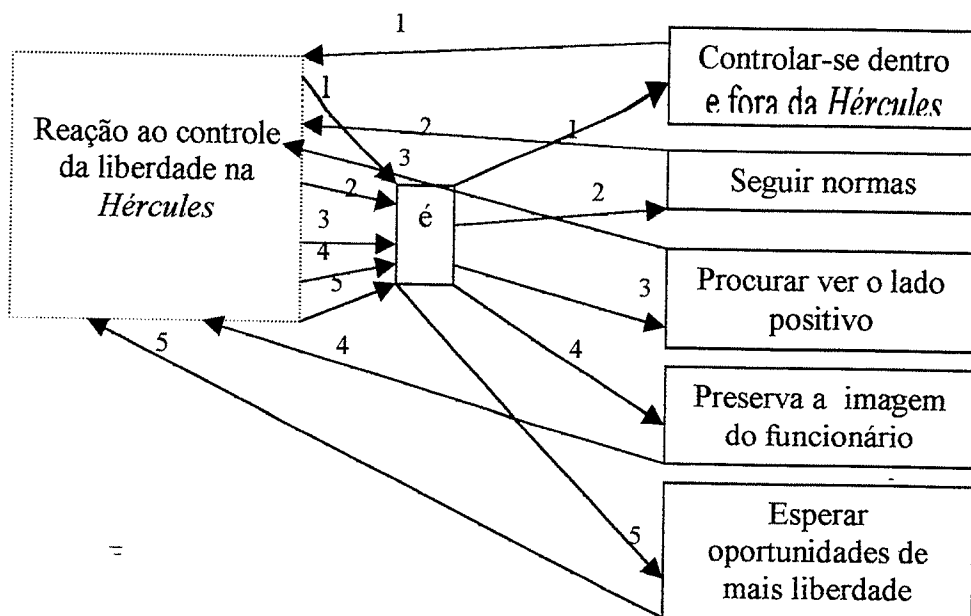 Reação ao controle
da liberdade na
Hércules
1
1
2
3
2
3
4
5
5
4
é
1
2
3
4
5
Controlar-se dentro
e fora da Hércules
Seguir normas
Procurar ver o lado
positivo
Preserva a imagem
do funcionário
Esperar
oportunidades de
mais liberdade